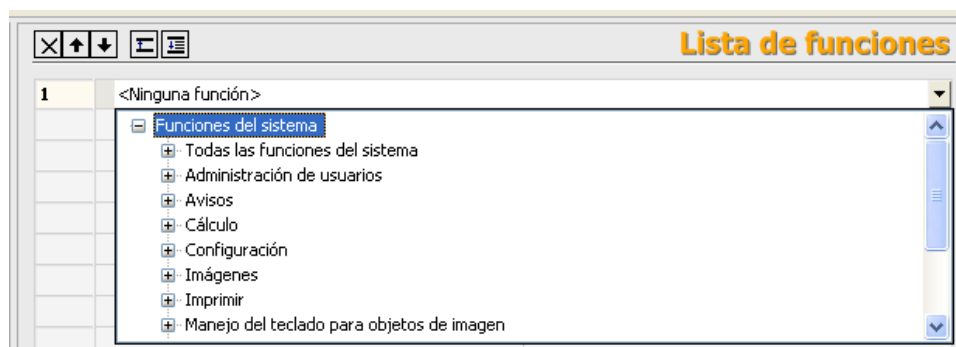 Lista de funciones
1 <Ninguna función>
Funciones del sistema
Todas las funciones del sistema
Administración de usuarios
Avisos
Cálculo
Configuración
Imágenes
Imprimir
Manejo del teclado para objetos de imagen